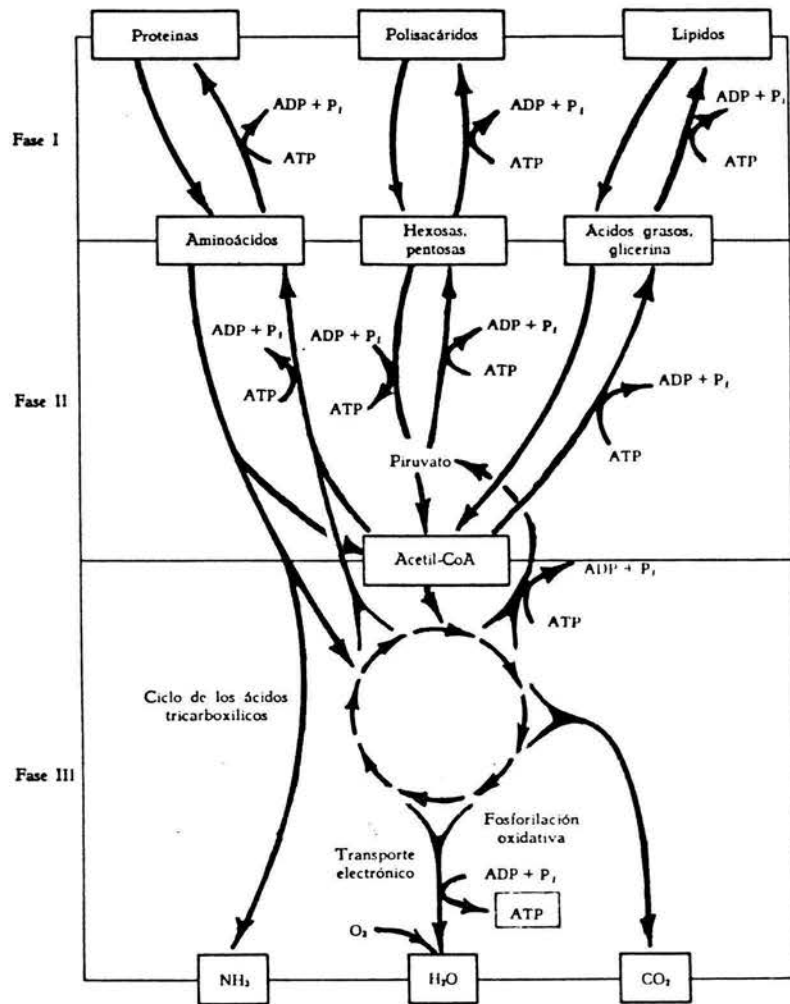 Proteínas
Polisacáridos
Lípidos
ADP + Pi
ADP + Pi
ADP + Pi
Fase I
ATP
ATP
ATP
Aminoácidos
Hexosas,
pentosas
Acidos grasos,
glicerina
ADP + Pi
ADP + Pi
ADP + Pi
ADP + Pi
Fase II
ATP
ATP
ATP
ATP
Piruvato
Acetil-CoA
ADP + Pi
ATP
Ciclo de los ácidos
tricarboxílicos
Fase III
Fosforilación
oxidativa
Transporte
electrónico
ADP + Pi
ATP
O₂
NH₃
H₂O
CO₂